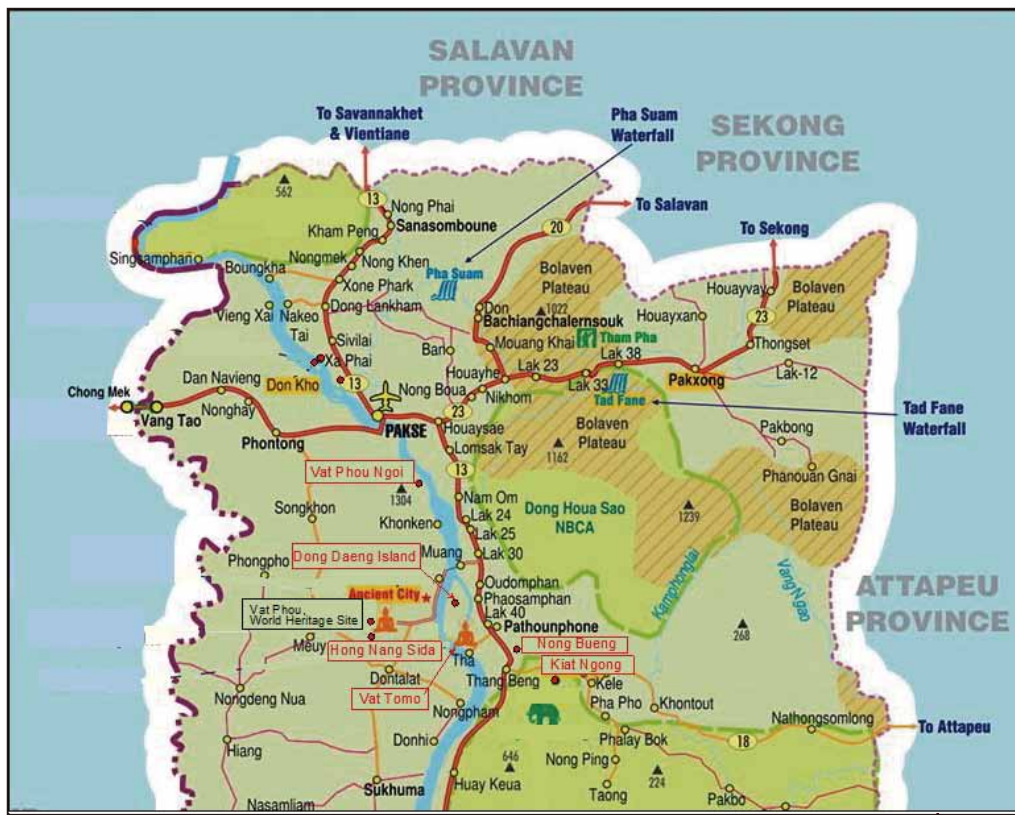 SALAVAN
PROVINCE
To Savannakhet
& Vientiane
Pha Suam
Waterfall
SEKONG
PROVINCE
562
13
Nong Phai
Sanasomboune
20
To Salavan
To Sekong
Kham Peng
Singsamphan
Nongmek
Nong Khen
Boungkha
Xone Phark
Pha Suam
Bolaven
Plateau
Houayvay
Bolaven
Plateau
Vieng Xai
Nakeo
Tai
Dong Lankham
Don
1022
Bachiangchalernsouk
Houayxan
23
Sivilai
Mouang Khai
Tham Pha
Thongset
Xa Phai
Ban
Lak 38
Don Kho
Houayhe
Lak 23
Lak 33
Pakxong
Lak-12
Chong Mek
Dan Navieng
13
Nong Boua
Nikhom
Tad Fane
Vang Tao
Nonghay
23
PAKSE
Houaysae
Bolaven
Plateau
Tad Fane
Waterfall
Phontong
Lomsak Tay
1162
Pakbong
13
Vat Phou Ngoi
Phanouan Gnai
1304
Nam Om
Songkhon
Lak 24
Dong Houa Sao
NBCA
1239
Bolaven
Plateau
Khonken
Lak 25
Dong Daeng Island
Muang
Lak 30
Phongpho
Oudomphan
Kamphonglai
Vang Ngao
ATTAPEU
PROVINCE
Ancient City
Phaosamphan
Vat Phou,
World Heritage Site
Lak 40
Pathounphone
268
Meuy
Hong Nang Sida
Nong Bueng
Tha
Kiat Ngong
Dontalat
Vat Tomo
Thang Beng
Kele
Nongdeng Nua
Nongpham
Pha Pho
Khontout
Nathongsomlong
To Attapeu
Hiang
Donhi
Phalay Bok
18
646
Nong Ping
224
Sukhuma
Huay Keua
Taong
Pakbo
Nasamliam